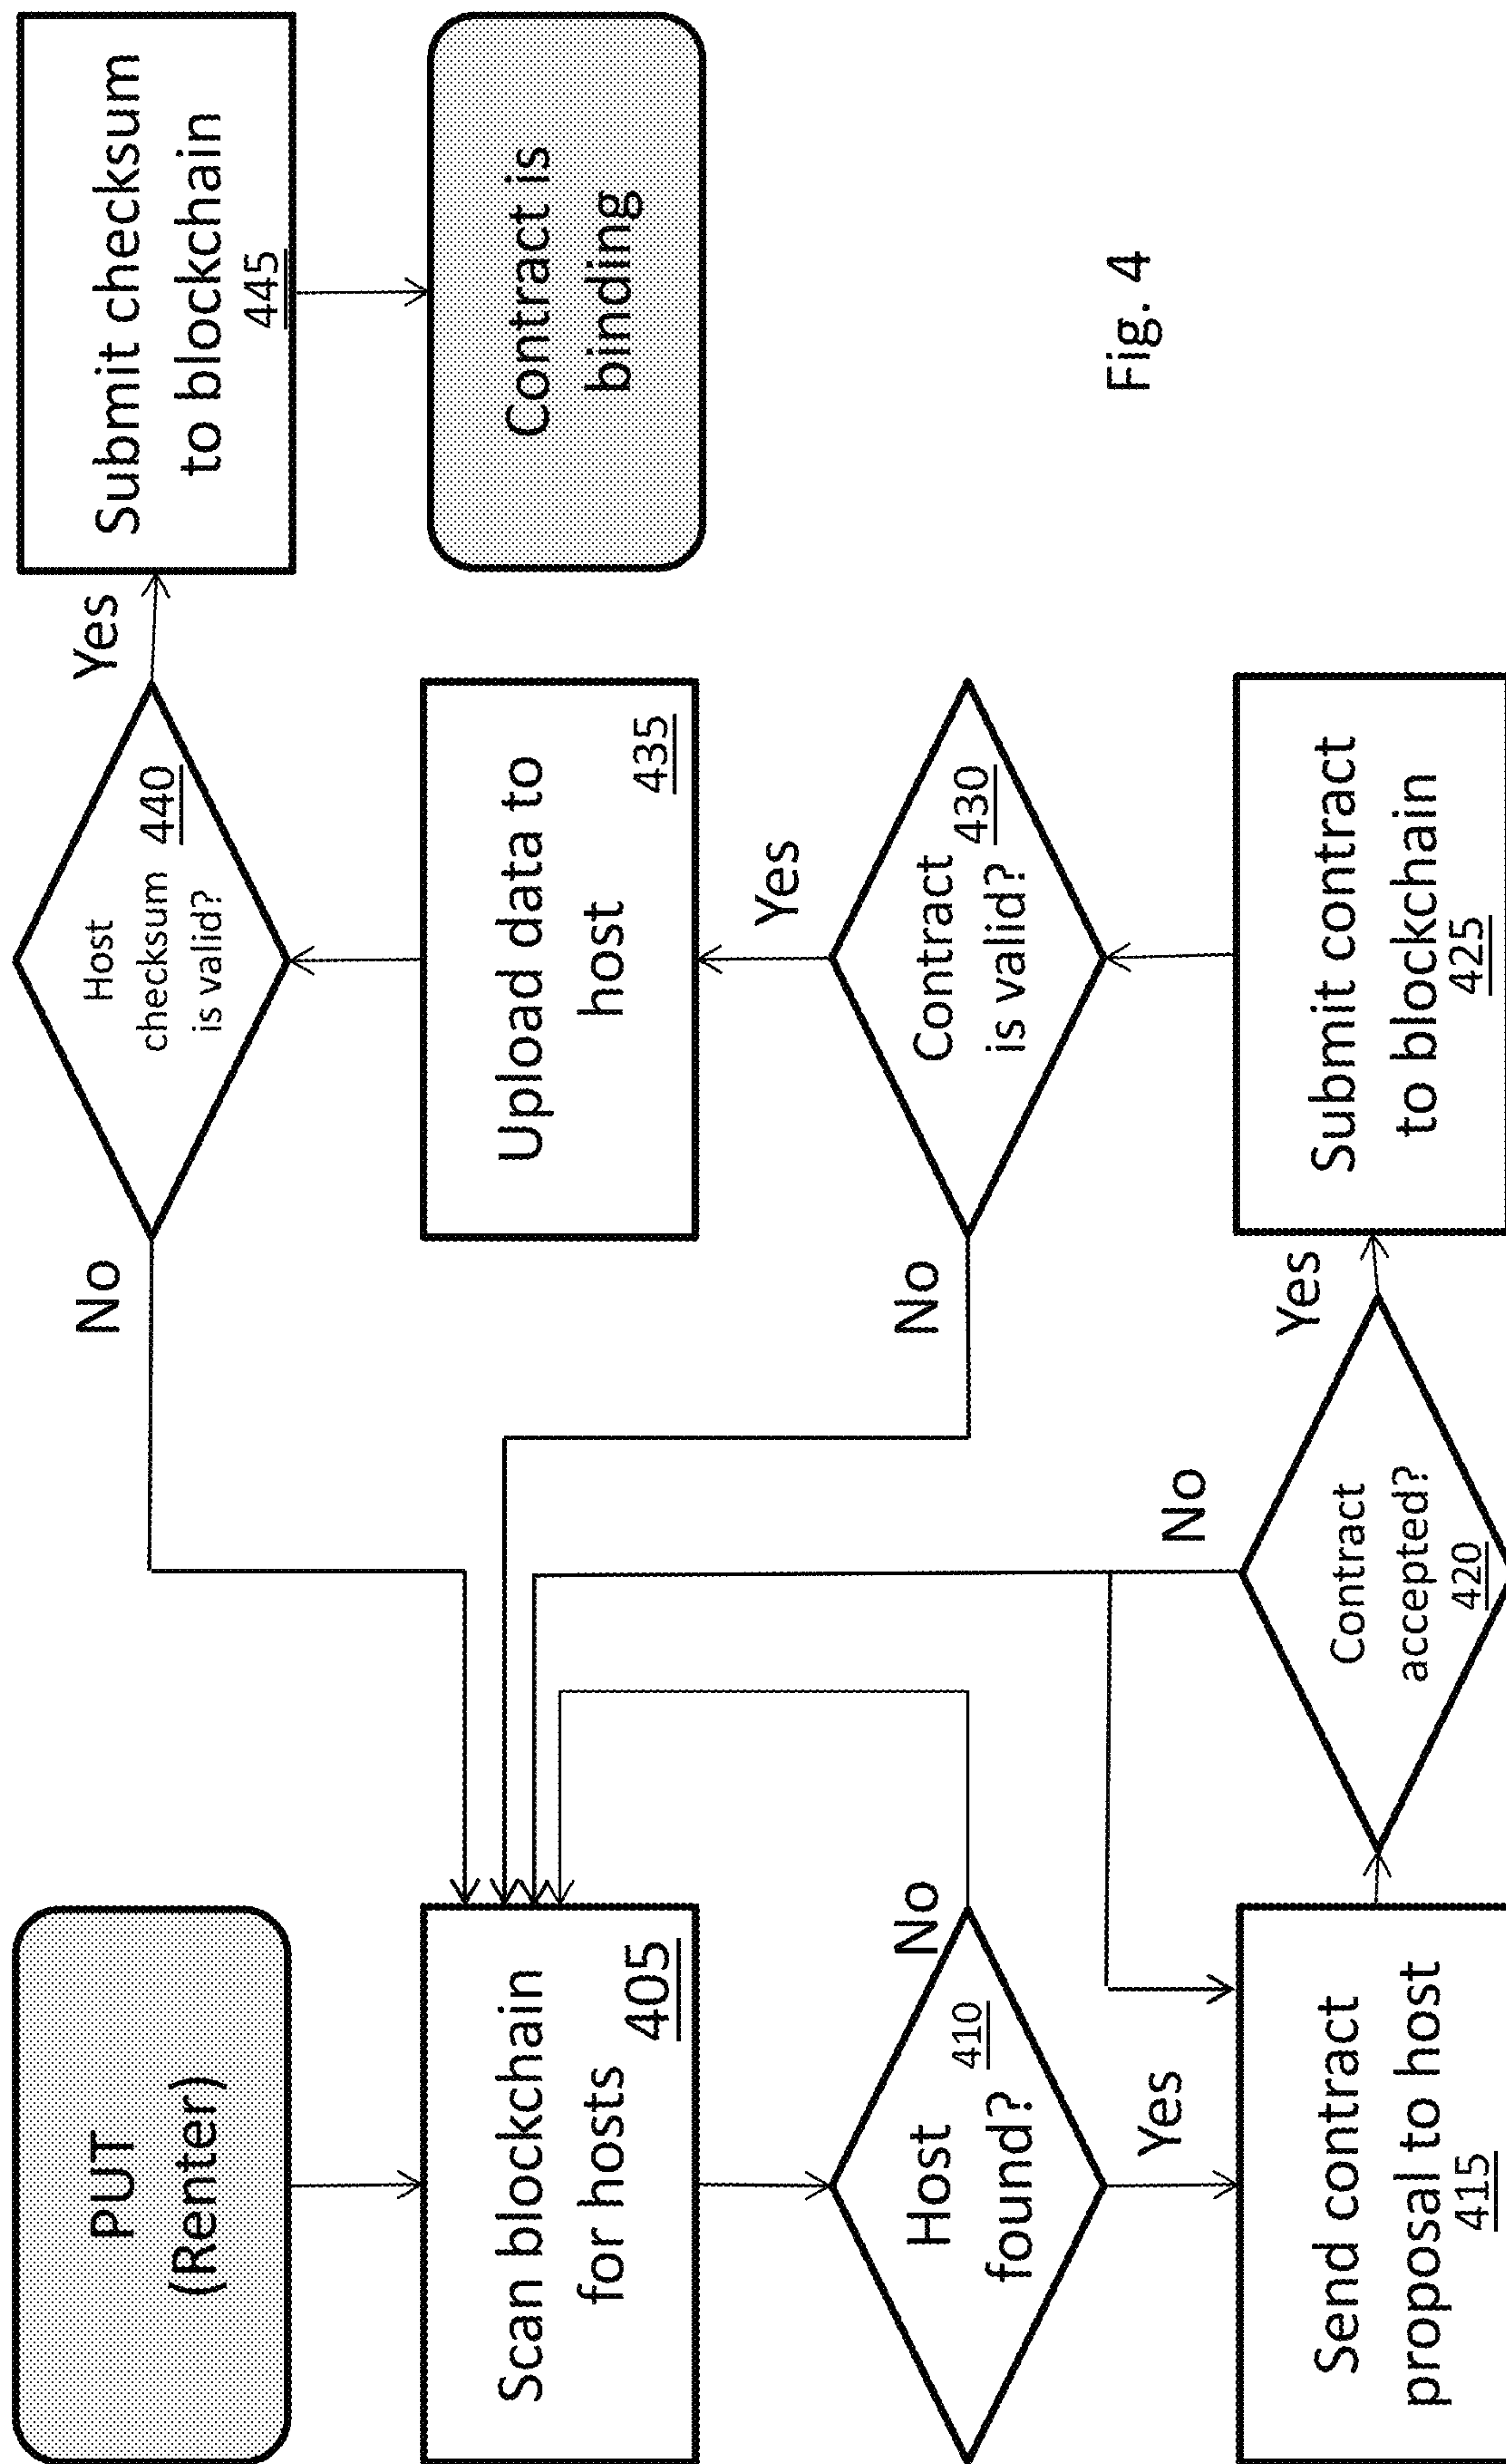 PUT
(Renter)
Scan blockchain
for hosts
405
Host
found?
410
No
Yes
Send contract
proposal to host
415
Contract
accepted?
420
No
Yes
Submit contract
to blockchain
425
Contract
is valid?
430
No
Yes
Upload data to
host
435
Host
checksum
is valid?
440
No
Yes
Submit checksum
to blockchain
445
Contract is
binding
Fig. 4